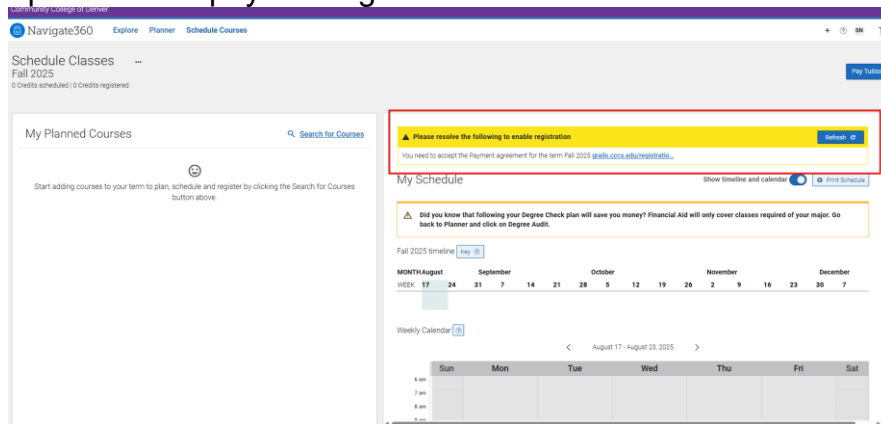 Community College of Denver
Navigate360 Explore Planner Schedule Courses
+ SN
Schedule Classes ...
Fall 2025
0 Credits scheduled | 0 Credits registered
Pay Tuition
My Planned Courses
Search for Courses
Start adding courses to your term to plan, schedule and register by clicking the Search for Courses
button above.
Please resolve the following to enable registration
Refresh
You need to accept the Payment agreement for the term Fall 2025 grails.cccs.edu/registratio...
My Schedule
Show timeline and calendar
Print Schedule
Did you know that following your Degree Check plan will save you money? Financial Aid will only cover classes required of your major. Go
back to Planner and click on Degree Audit.
Fall 2025 timeline Key ?
MONTH August September October November December
WEEK 17 24 31 7 14 21 28 5 12 19 26 2 9 16 23 30 7
Weekly Calendar ?
< August 17 - August 23, 2025 >
Sun Mon Tue Wed Thu Fri Sat
6 am
7 am
8 am
9 am